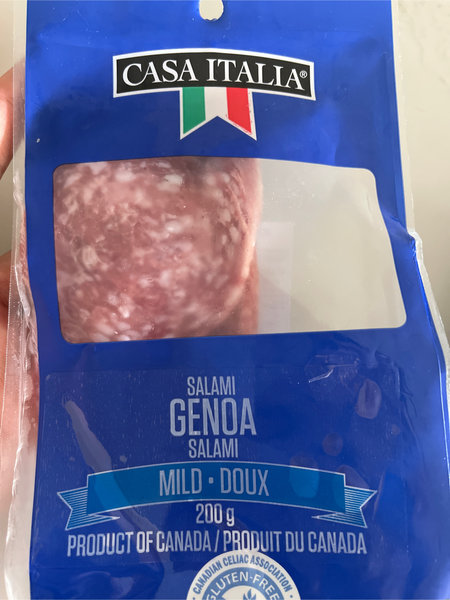 CASA ITALIA®
SALAMI
GENOA
SALAMI
MILD • DOUX
200 g
PRODUCT OF CANADA / PRODUIT DU CANADA
CANADIAN CELIAC ASSOCIATION
GLUTEN-FREE